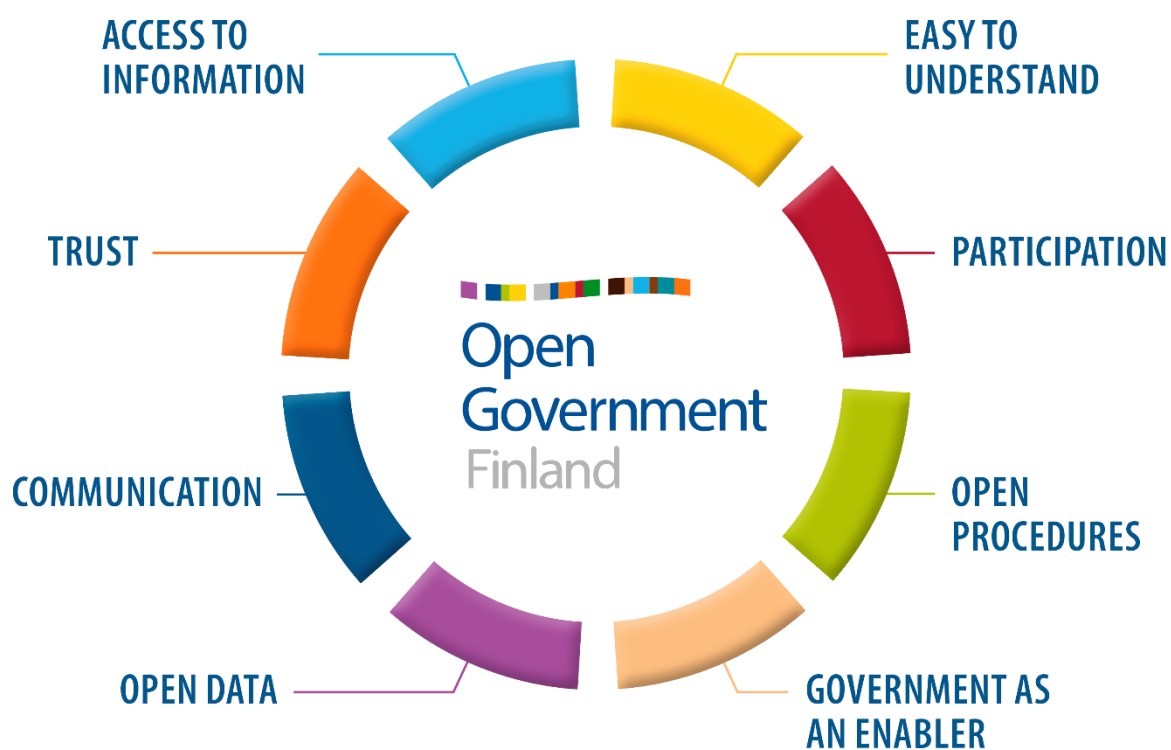 ACCESS TO
INFORMATION
EASY TO
UNDERSTAND
TRUST
PARTICIPATION
Open
Government
Finland
COMMUNICATION
OPEN
PROCEDURES
OPEN DATA
GOVERNMENT AS
AN ENABLER